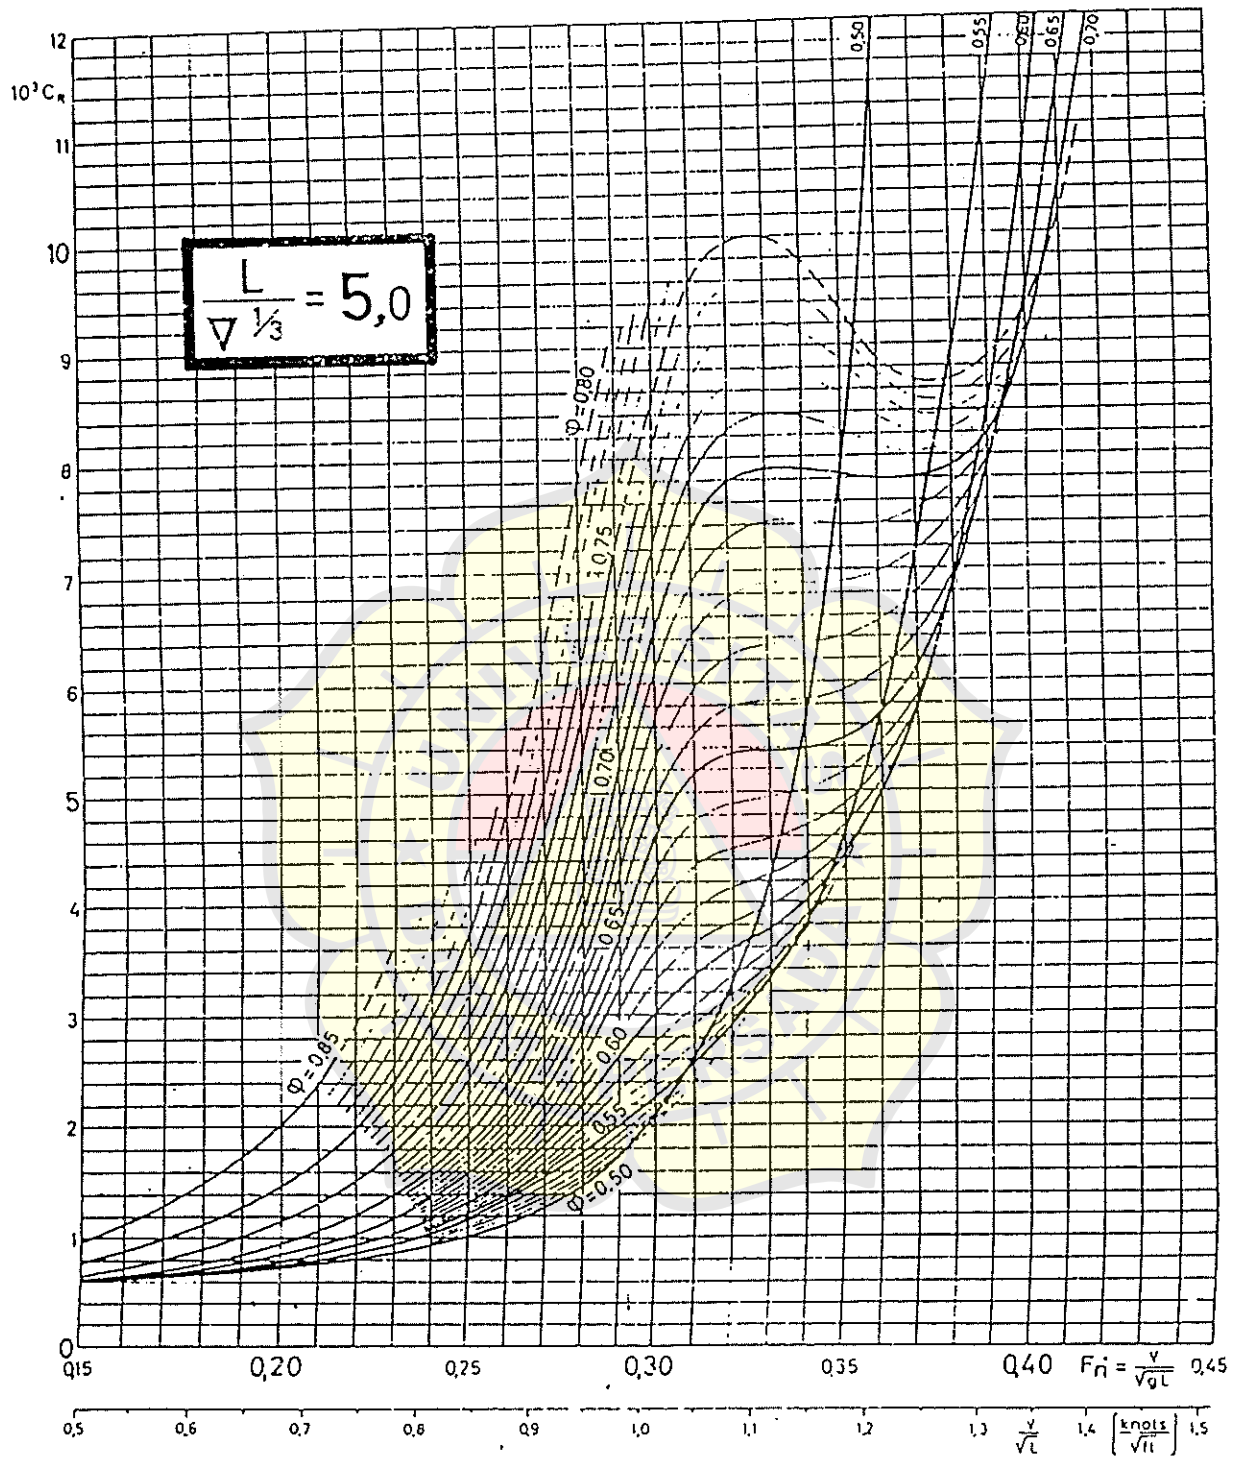 0,50 0,55 0,60 0,65 0,70
12
10³ C_R
11
10
L / ∇^1/3 = 5,0
9
φ=0,80
8
0,75
7
UNIVERSITAS
6
0,70
5
4
0,65
DARMA PERSADA
3
φ=0,85
0,60
2
0,55
φ=0,50
1
0
0,15 0,20 0,25 0,30 0,35 0,40 Fn = v/√gL 0,45
0,5 0,6 0,7 0,8 0,9 1,0 1,1 1,2 1,3 v/√L 1,4 [knots/√ft] 1,5